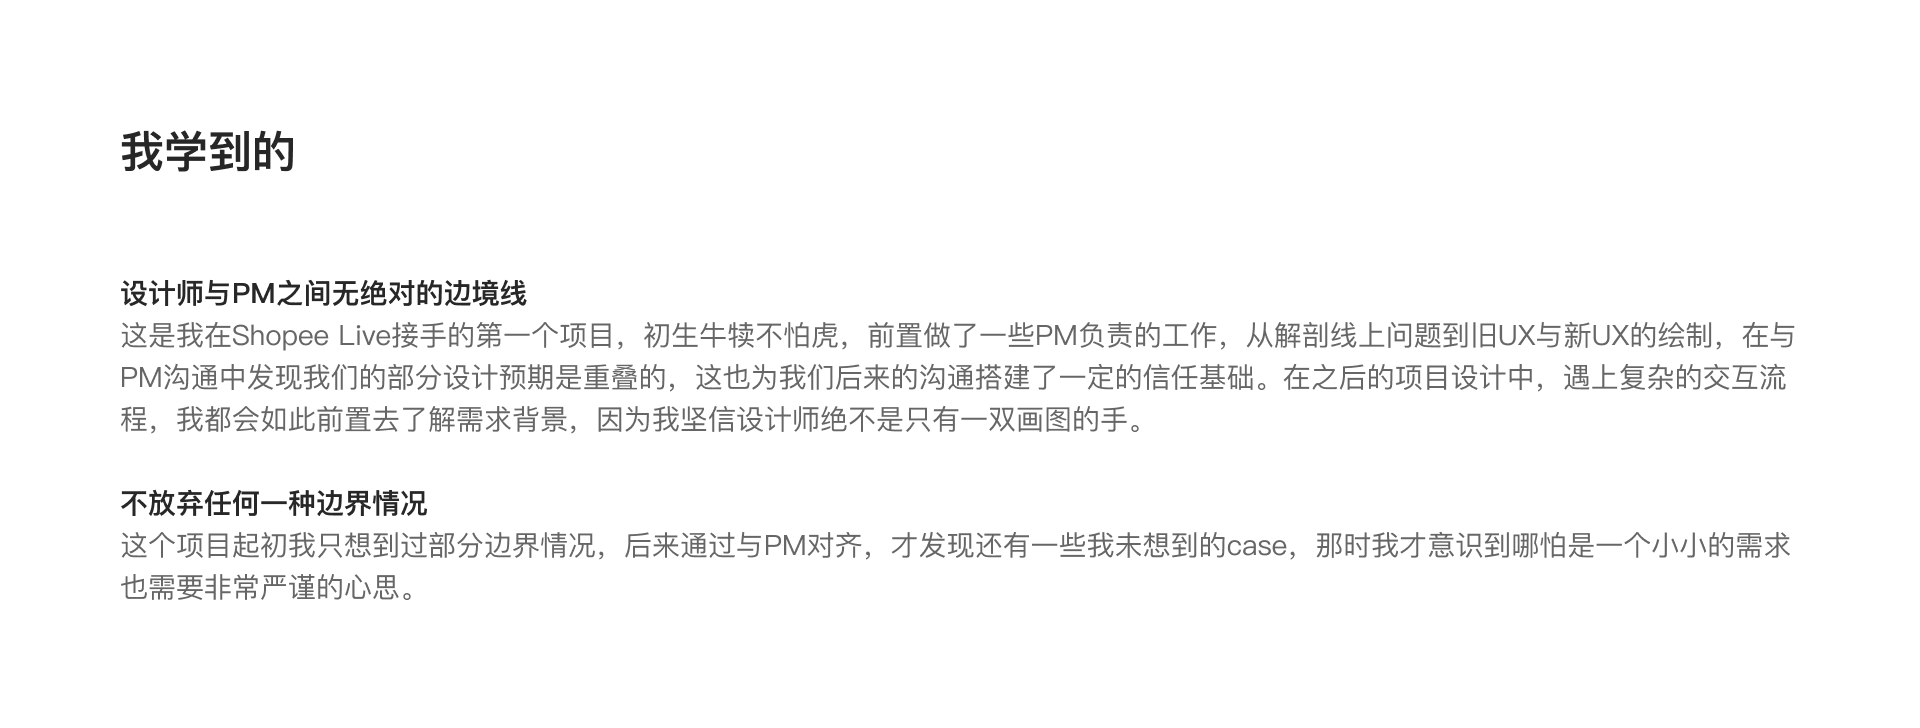 我学到的
设计师与PM之间无绝对的边境线
这是我在Shopee Live接手的第一个项目，初生牛犊不怕虎，前置做了一些PM负责的工作，从解剖线上问题到旧UX与新UX的绘制，在与
PM沟通中发现我们的部分设计预期是重叠的，这也为我们后来的沟通搭建了一定的信任基础。在之后的项目设计中，遇上复杂的交互流
程，我都会如此前置去了解需求背景，因为我坚信设计师绝不是只有一双画图的手。
不放弃任何一种边界情况
这个项目起初我只想到过部分边界情况，后来通过与PM对齐，才发现还有一些我未想到的case，那时我才意识到哪怕是一个小小的需求
也需要非常严谨的心思。